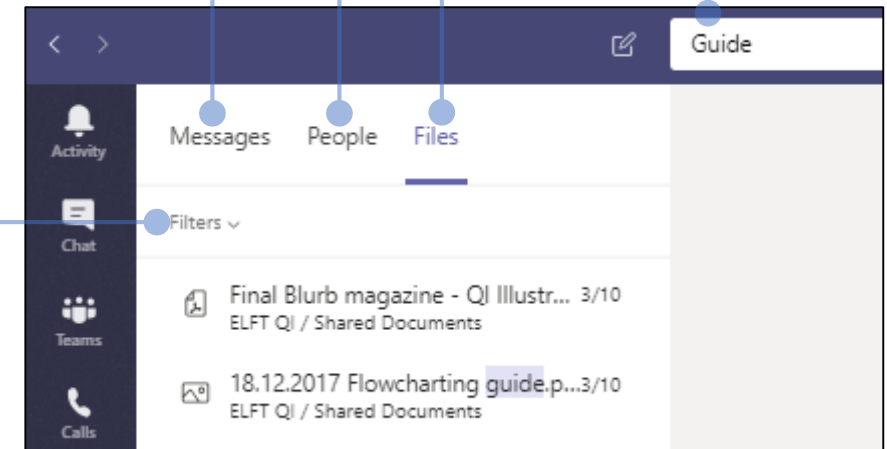 Guide
Activity
Chat
Teams
Calls
Messages People Files
Filters
Final Blurb magazine - QI Illustr... 3/10
ELFT QI / Shared Documents
18.12.2017 Flowcharting guide.p...3/10
ELFT QI / Shared Documents